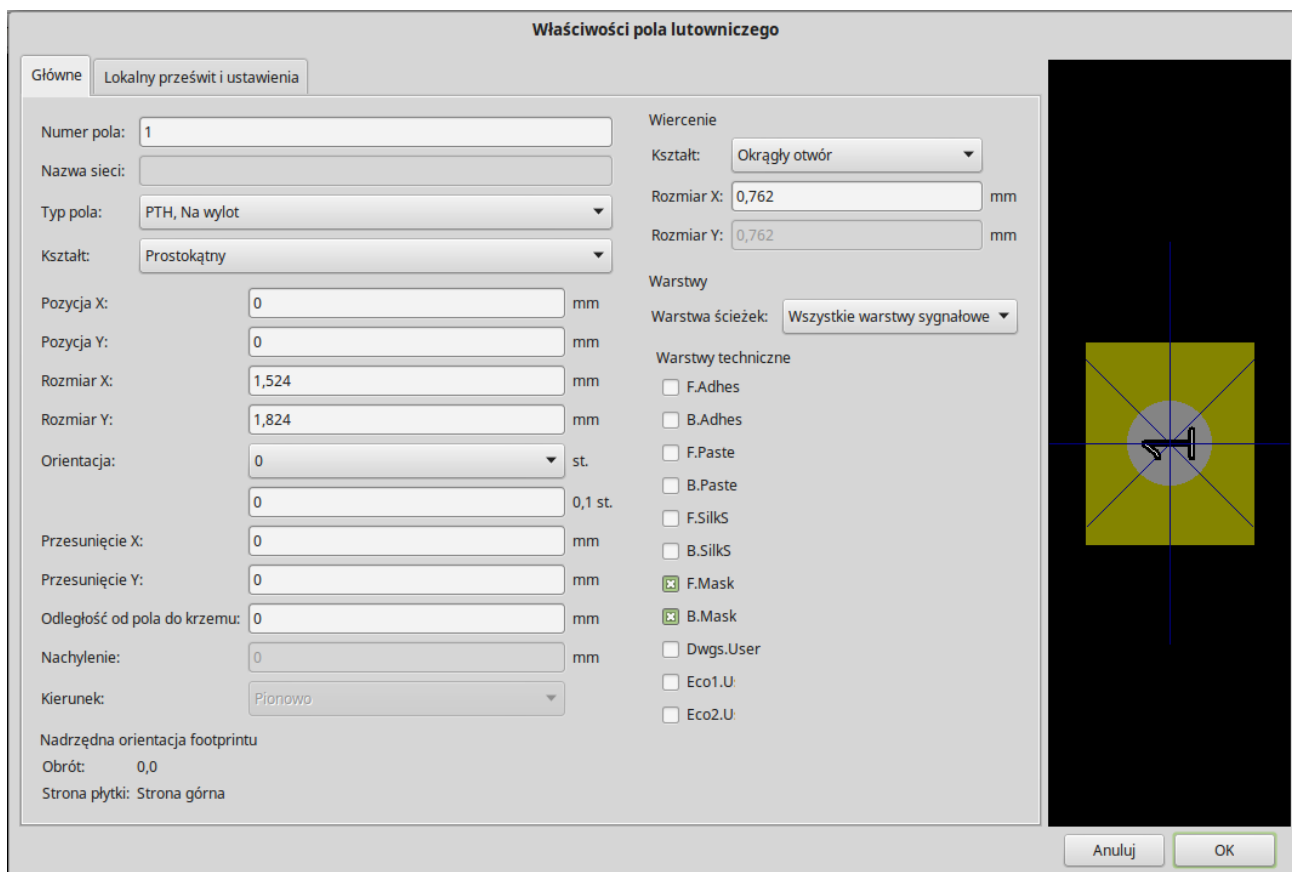 Właściwości pola lutowniczego
Główne
Lokalny prześwit i ustawienia
Numer pola: 1
Nazwa sieci:
Typ pola: PTH, Na wylot
Kształt: Prostokątny
Pozycja X: 0 mm
Pozycja Y: 0 mm
Rozmiar X: 1,524 mm
Rozmiar Y: 1,824 mm
Orientacja: 0 st.
0 0,1 st.
Przesunięcie X: 0 mm
Przesunięcie Y: 0 mm
Odległość od pola do krzemu: 0 mm
Nachylenie: 0 mm
Kierunek: Pionowo
Nadrzędna orientacja footprintu
Obrót: 0,0
Strona płytki: Strona górna
Wiercenie
Kształt: Okrągły otwór
Rozmiar X: 0,762 mm
Rozmiar Y: 0,762 mm
Warstwy
Warstwa ścieżek: Wszystkie warstwy sygnałowe
Warstwy techniczne
F.Adhes
B.Adhes
F.Paste
B.Paste
F.SilkS
B.SilkS
F.Mask
B.Mask
Dwgs.User
Eco1.U
Eco2.U
1
Anuluj
OK